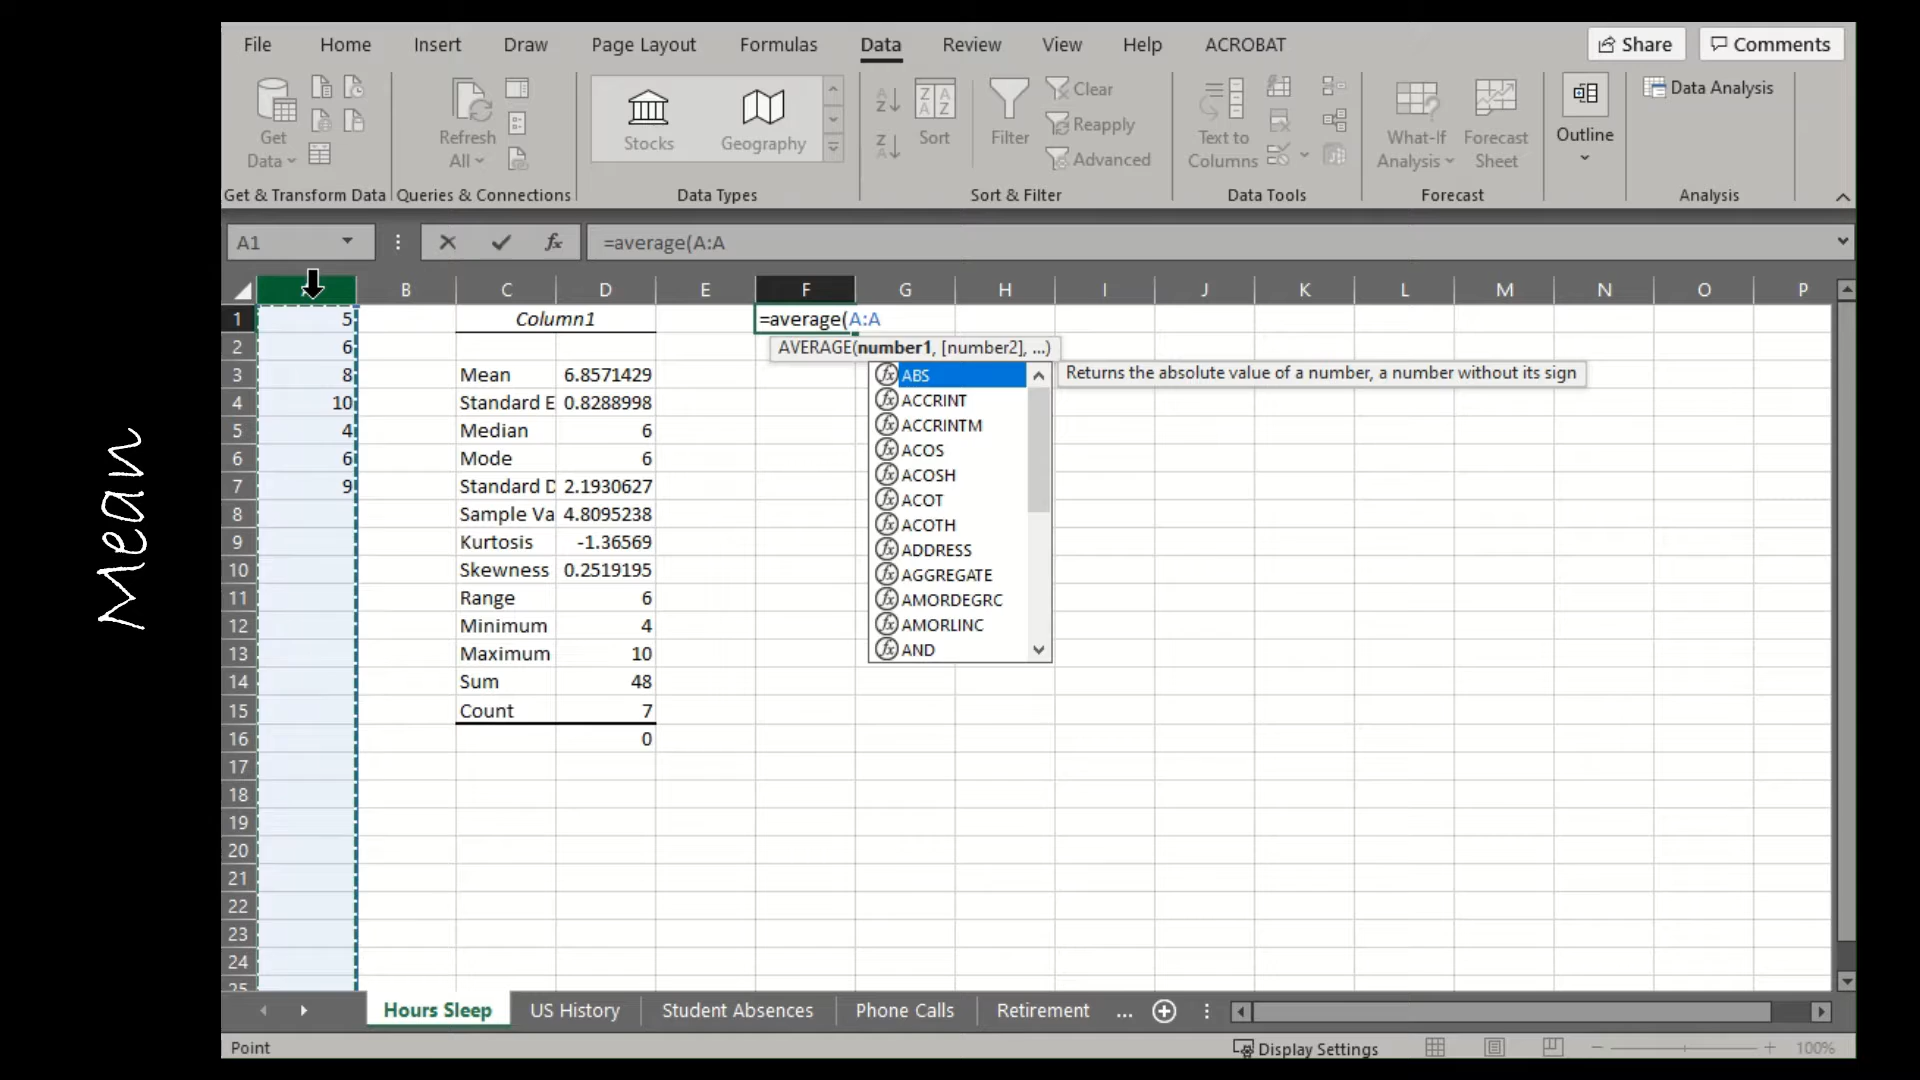 File Home Insert Draw Page Layout Formulas Data Review View Help ACROBAT Share Comments
Get Data
Refresh All
Stocks
Geography
Sort
Filter
Clear
Reapply
Advanced
Text to Columns
What-If Analysis
Forecast Sheet
Outline
Data Analysis
Get & Transform Data Queries & Connections Data Types Sort & Filter Data Tools Forecast Analysis
A1 fx =average(A:A
B C D E F G H I J K L M N O P
1 5 Column1 =average(A:A
2 6 AVERAGE(number1, [number2], ...)
3 8 Mean 6.8571429 ABS Returns the absolute value of a number, a number without its sign
4 10 Standard E 0.8288998 ACCRINT
5 4 Median 6 ACCRINTM
6 6 Mode 6 ACOS
ACOSH
7 9 Standard D 2.1930627 ACOT
8 Sample Va 4.8095238 ACOTH
9 Kurtosis -1.36569 ADDRESS
10 Skewness 0.2519195 AGGREGATE
11 Range 6 AMORDEGRC
12 Minimum 4 AMORLINC
13 Maximum 10 AND
14 Sum 48
15 Count 7
16 0
17
18
19
20
21
22
23
24
25
Hours Sleep US History Student Absences Phone Calls Retirement ...
Point Display Settings 100%
Mean